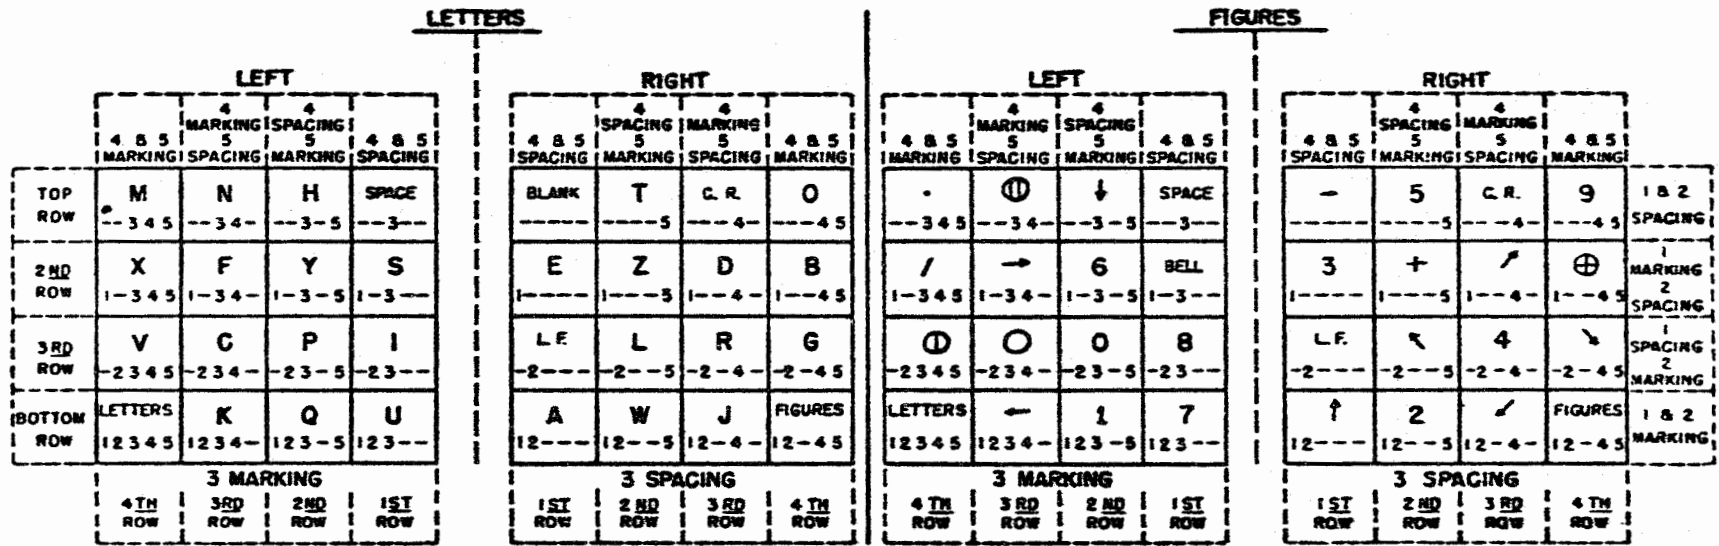 LETTERS FIGURES
LEFT RIGHT LEFT RIGHT
4 4 4 4 4 4 4 4
MARKING SPACING SPACING MARKING MARKING SPACING SPACING MARKING
4 & 5 5 5 4 & 5 4 & 5 5 5 4 & 5 4 & 5 5 5 4 & 5 4 & 5 5 5 4 & 5
MARKING SPACING MARKING SPACING SPACING MARKING SPACING MARKING MARKING SPACING MARKING SPACING SPACING MARKING SPACING MARKING
TOP ROW M N H SPACE BLANK T C. R. O . ⏸ ↓ SPACE - 5 C. R. 9 1 & 2 SPACING
--345 --34- --3-5 --3-- ----- ----5 ---4- ---45 --345 --34- --3-5 --3-- ----- ----5 ---4- ---45
2ND ROW X F Y S E Z D B / → 6 BELL 3 + ↗ ⊕ 1 MARKING 2 SPACING
1-345 1-34- 1-3-5 1-3-- 1---- 1---5 1--4- 1--45 1-345 1-34- 1-3-5 1-3-- 1---- 1---5 1--4- 1--45
3RD ROW V C P I L F. L R G ⦶ ◯ 0 8 L F. ↖ 4 ↘ 1 SPACING 2 MARKING
-2345 -234- -23-5 -23-- -2--- -2--5 -2-4- -2-45 -2345 -234- -23-5 -23-- -2--- -2--5 -2-4- -2-45
BOTTOM ROW LETTERS K Q U A W J FIGURES LETTERS ← 1 7 ↑ 2 ↙ FIGURES 1 & 2 MARKING
12345 1234- 123-5 123-- 12--- 12--5 12-4- 12-45 12345 1234- 123-5 123-- 12--- 12--5 12-4- 12-45
3 MARKING 3 SPACING 3 MARKING 3 SPACING
4TH 3RD 2ND 1ST 1ST 2ND 3RD 4TH 4TH 3RD 2ND 1ST 1ST 2ND 3RD 4TH
ROW ROW ROW ROW ROW ROW ROW ROW ROW ROW ROW ROW ROW ROW ROW ROW